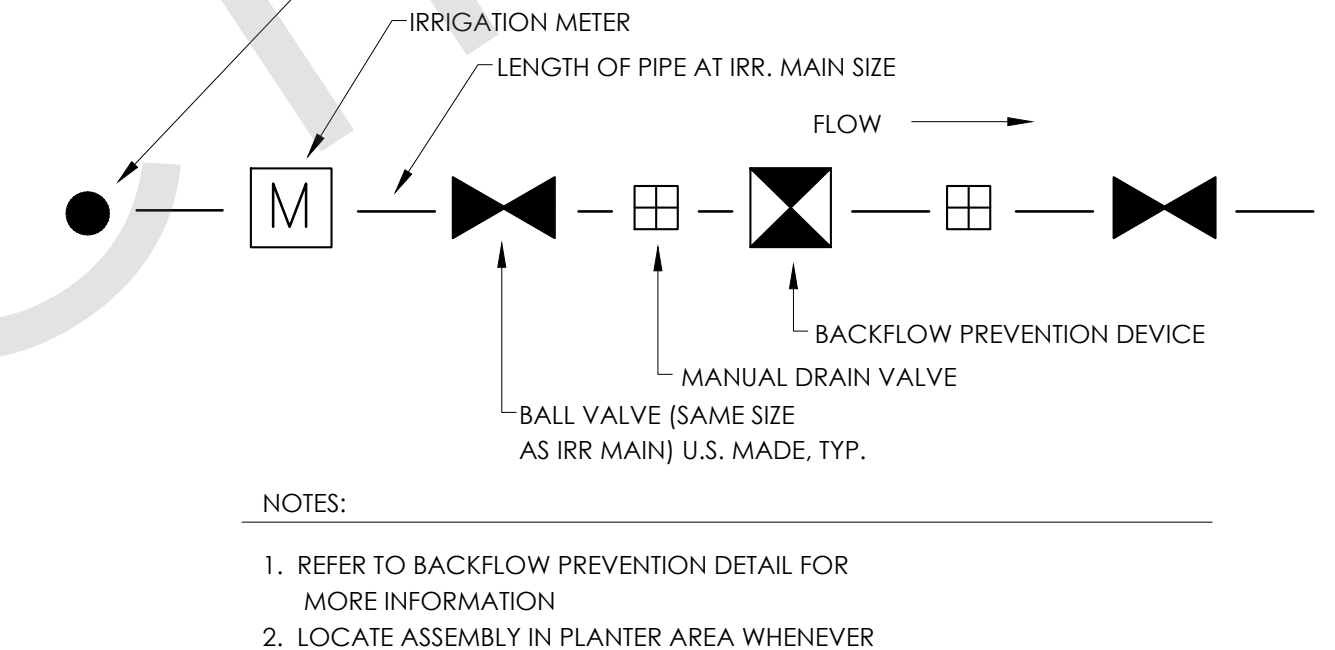 IRRIGATION METER
LENGTH OF PIPE AT IRR. MAIN SIZE
FLOW
M
BACKFLOW PREVENTION DEVICE
MANUAL DRAIN VALVE
BALL VALVE (SAME SIZE
AS IRR MAIN) U.S. MADE, TYP.
NOTES:
1. REFER TO BACKFLOW PREVENTION DETAIL FOR
MORE INFORMATION
2. LOCATE ASSEMBLY IN PLANTER AREA WHENEVER